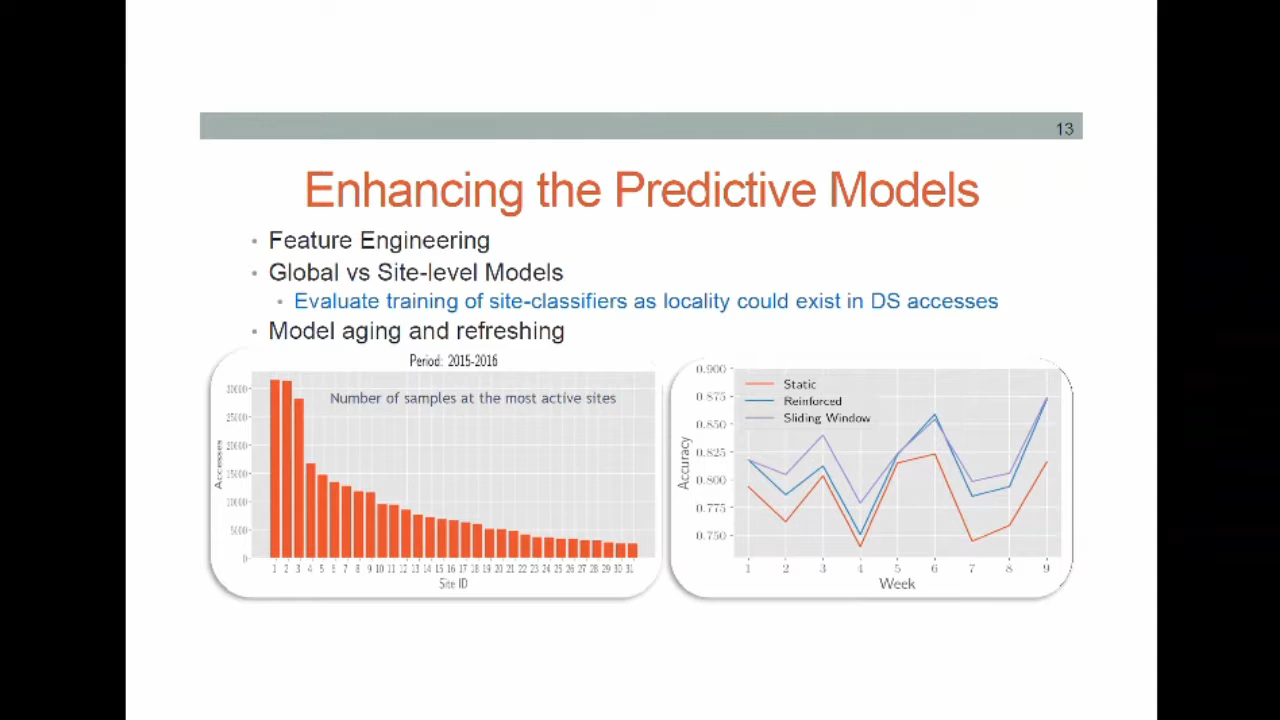 13
Enhancing the Predictive Models
• Feature Engineering
• Global vs Site-level Models
• Evaluate training of site-classifiers as locality could exist in DS accesses
• Model aging and refreshing
Period: 2015-2016
Number of samples at the most active sites
Accesses
30000
25000
20000
15000
10000
5000
0
1 2 3 4 5 6 7 8 9 10 11 12 13 14 15 16 17 18 19 20 21 22 23 24 25 26 27 28 29 30 31
Site ID
Static
Reinforced
Sliding Window
Accuracy
0.900
0.875
0.850
0.825
0.800
0.775
0.750
1 2 3 4 5 6 7 8 9
Week